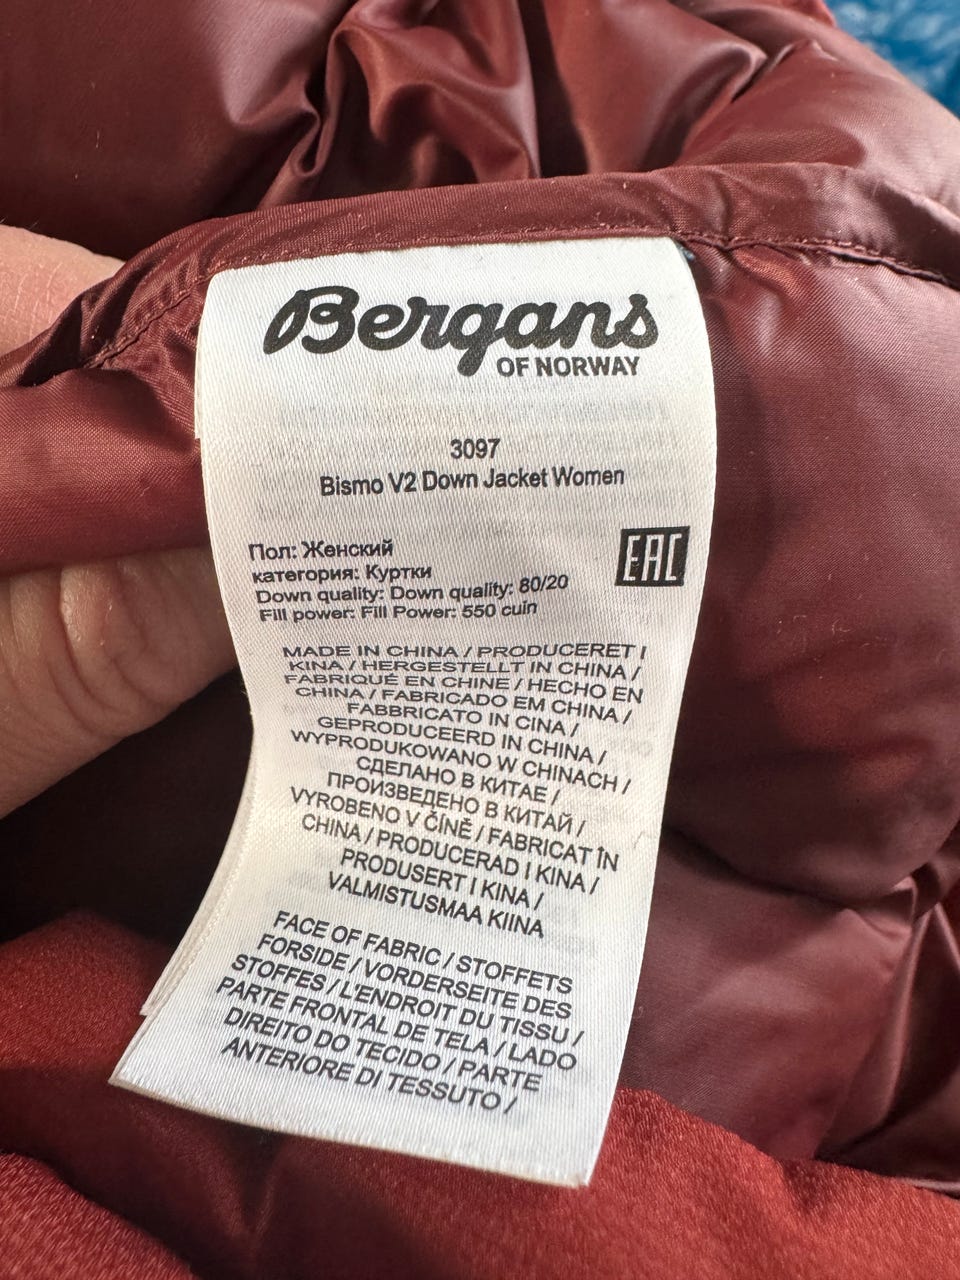 Bergans
OF NORWAY
3097
Bismo V2 Down Jacket Women
Пол: Женский
категория: Куртки
Down quality: Down quality: 80/20
Fill power: Fill Power: 550 cuin
EAC
MADE IN CHINA / PRODUCERET I
KINA / HERGESTELLT IN CHINA /
FABRIQUÉ EN CHINE / HECHO EN
CHINA / FABRICADO EM CHINA /
FABBRICATO IN CINA /
GEPRODUCEERD IN CHINA /
WYPRODUKOWANO W CHINACH /
СДЕЛАНО В КИТАЕ /
ПРОИЗВЕДЕНО В КИТАЙ /
VYROBENO V ČÍNĚ / FABRICAT ÎN
CHINA / PRODUCERAD I KINA /
PRODUSERT I KINA /
VALMISTUSMAA KIINA
FACE OF FABRIC / STOFFETS
FORSIDE / VORDERSEITE DES
STOFFES / L'ENDROIT DU TISSU /
PARTE FRONTAL DE TELA / LADO
DIREITO DO TECIDO / PARTE
ANTERIORE DI TESSUTO /